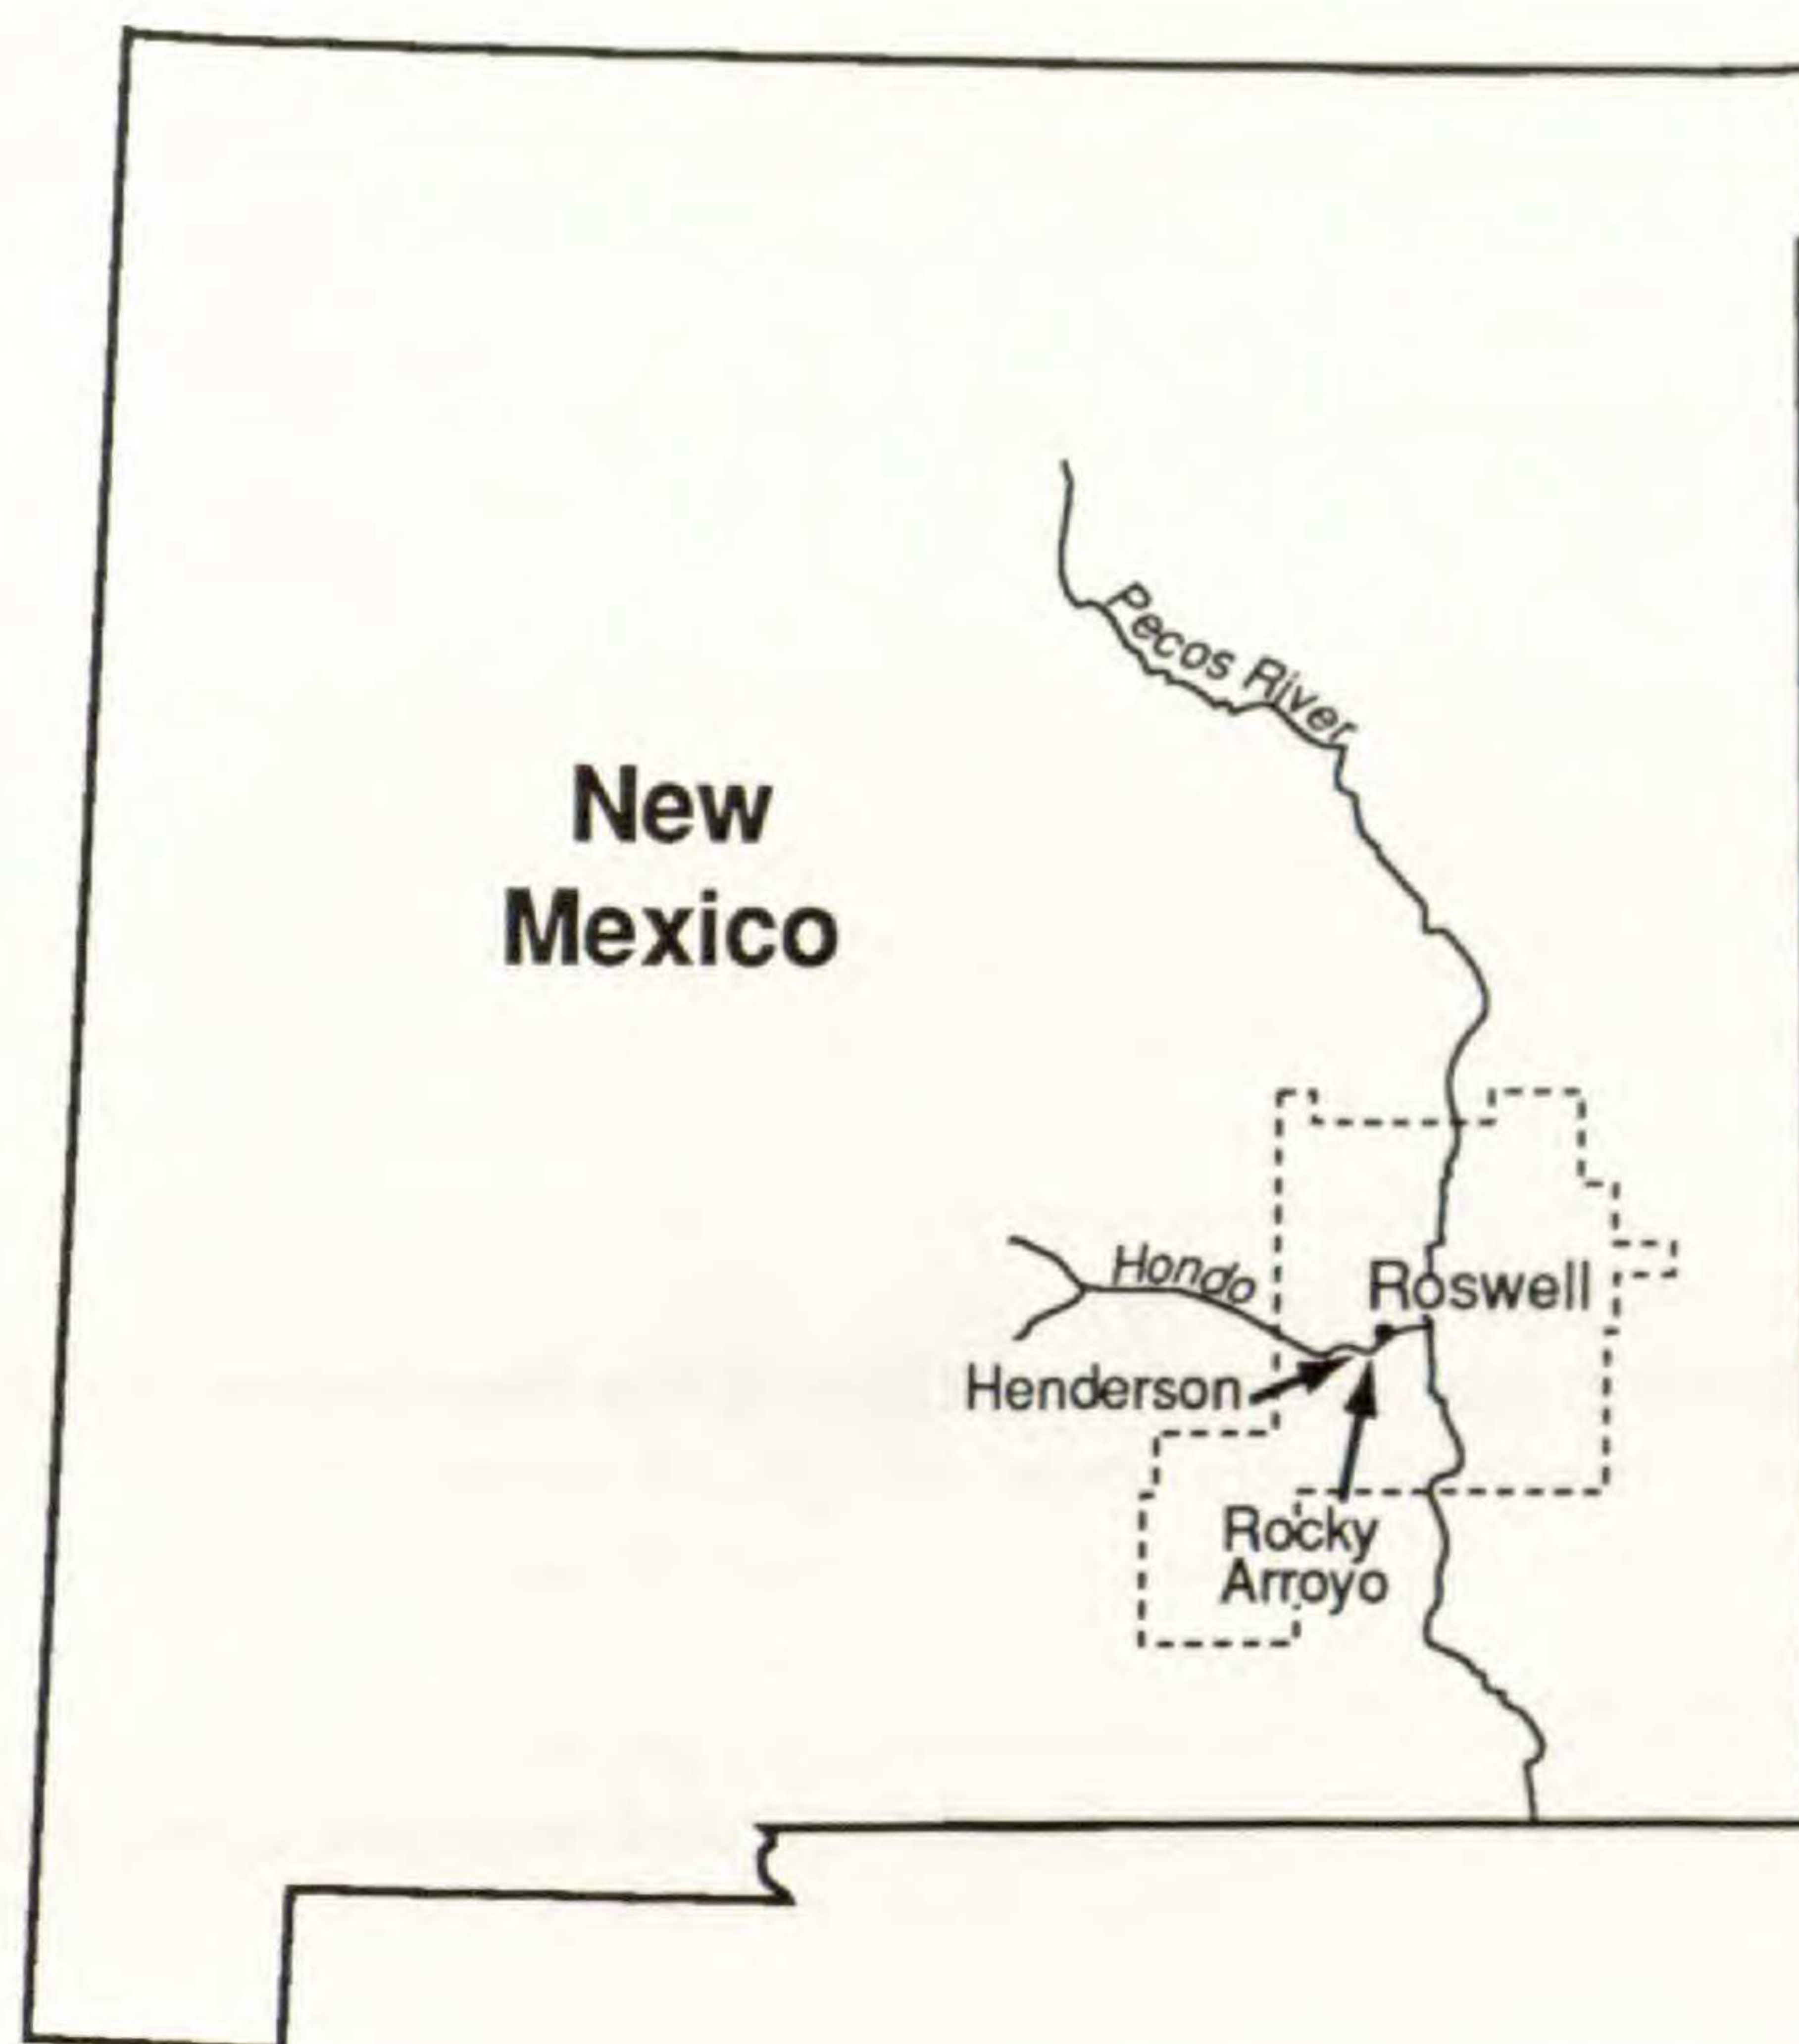 Pecos River
New
Mexico
Hondo
Roswell
Henderson
Rocky
Arroyo